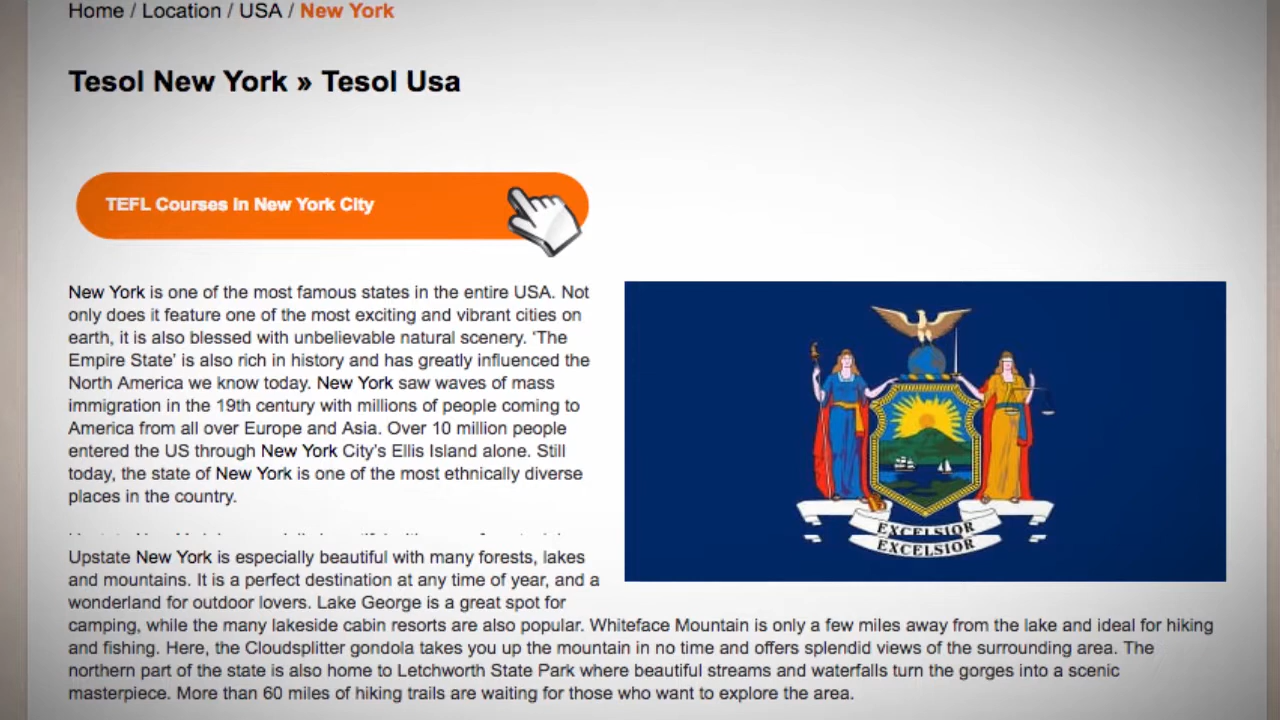 Home / Location / USA / New York
Tesol New York » Tesol Usa
TEFL Courses In New York City
New York is one of the most famous states in the entire USA. Not
only does it feature one of the most exciting and vibrant cities on
earth, it is also blessed with unbelievable natural scenery. ‘The
Empire State’ is also rich in history and has greatly influenced the
North America we know today. New York saw waves of mass
immigration in the 19th century with millions of people coming to
America from all over Europe and Asia. Over 10 million people
entered the US through New York City’s Ellis Island alone. Still
today, the state of New York is one of the most ethnically diverse
places in the country.
EXCELSIOR
EXCELSIOR
Upstate New York is especially beautiful with many forests, lakes
and mountains. It is a perfect destination at any time of year, and a
wonderland for outdoor lovers. Lake George is a great spot for
camping, while the many lakeside cabin resorts are also popular. Whiteface Mountain is only a few miles away from the lake and ideal for hiking
and fishing. Here, the Cloudsplitter gondola takes you up the mountain in no time and offers splendid views of the surrounding area. The
northern part of the state is also home to Letchworth State Park where beautiful streams and waterfalls turn the gorges into a scenic
masterpiece. More than 60 miles of hiking trails are waiting for those who want to explore the area.